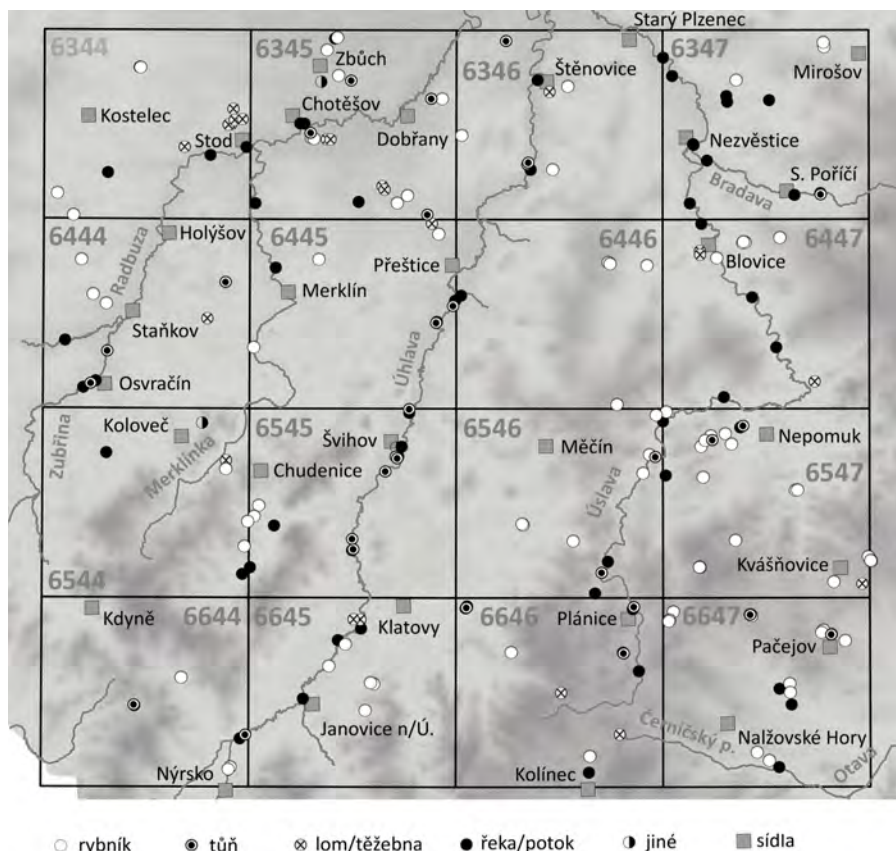 Starý Plzenec
6344
6345
Zbůch
6346
Štěnovice
6347
Mirošov
Kostelec
Chotěšov
Stod
Dobřany
Nezvěstice
S. Poříčí
Bradava
6444
Holýšov
6445
6446
6447
Radbuza
Přeštice
Blovice
Merklín
Staňkov
Úhlava
Osvračín
Zubřina
Koloveč
6545
Švihov
6546
Měčín
Nepomuk
Merklínka
Chudenice
6547
Úslava
Kvášňovice
6544
Kdyně
6644
6645
Klatovy
6646
Plánice
6647
Pačejov
Janovice n/Ú.
Černíčský p.
Nalžovské Hory
Nýrsko
Kolínec
Otava
rybník
tůň
lom/těžebna
řeka/potok
jiné
sídla